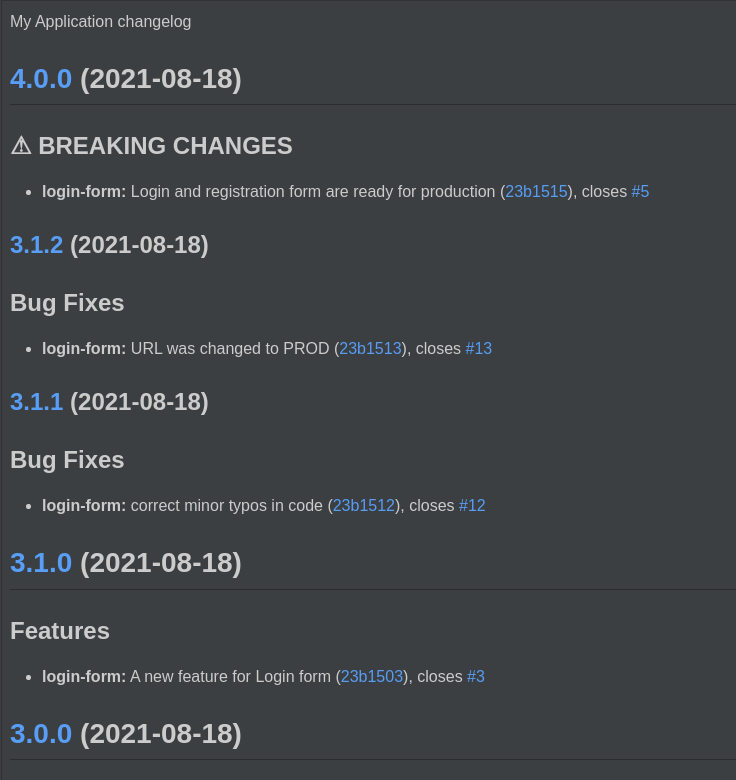 My Application changelog
4.0.0 (2021-08-18)
⚠ BREAKING CHANGES
• login-form: Login and registration form are ready for production (23b1515), closes #5
3.1.2 (2021-08-18)
Bug Fixes
• login-form: URL was changed to PROD (23b1513), closes #13
3.1.1 (2021-08-18)
Bug Fixes
• login-form: correct minor typos in code (23b1512), closes #12
3.1.0 (2021-08-18)
Features
• login-form: A new feature for Login form (23b1503), closes #3
3.0.0 (2021-08-18)